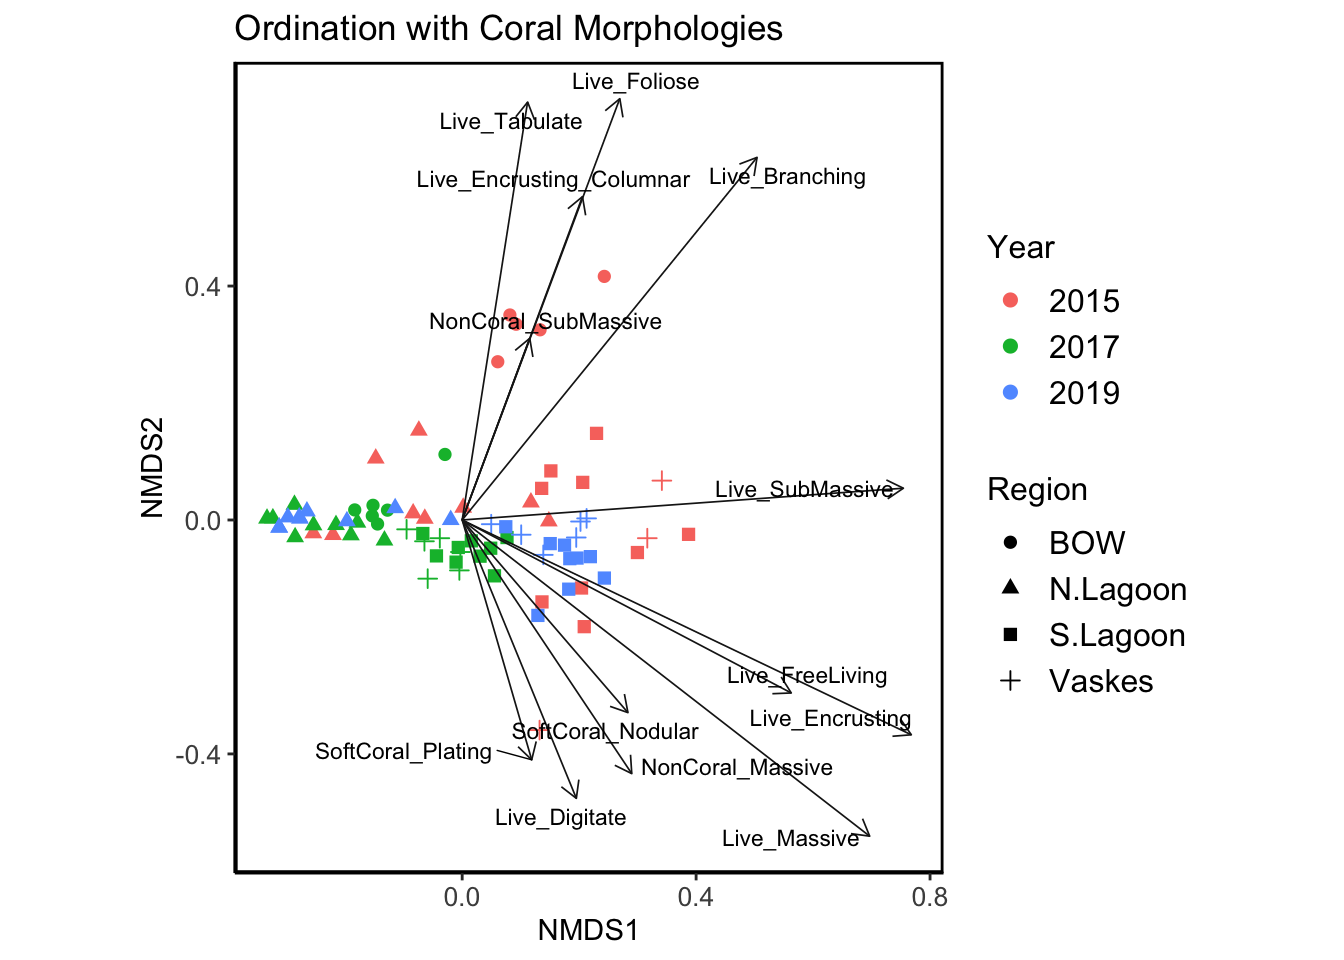 Ordination with Coral Morphologies
Live_Foliose
Live_Tabulate
Live_Encrusting_Columnar
Live_Branching
NonCoral_SubMassive
Live_SubMassive
Live_FreeLiving
Live_Encrusting
SoftCoral_Nodular
SoftCoral_Plating
NonCoral_Massive
Live_Digitate
Live_Massive
0.4
0.0
-0.4
NMDS2
0.0
0.4
0.8
NMDS1
Year
2015
2017
2019
Region
BOW
N.Lagoon
S.Lagoon
Vaskes